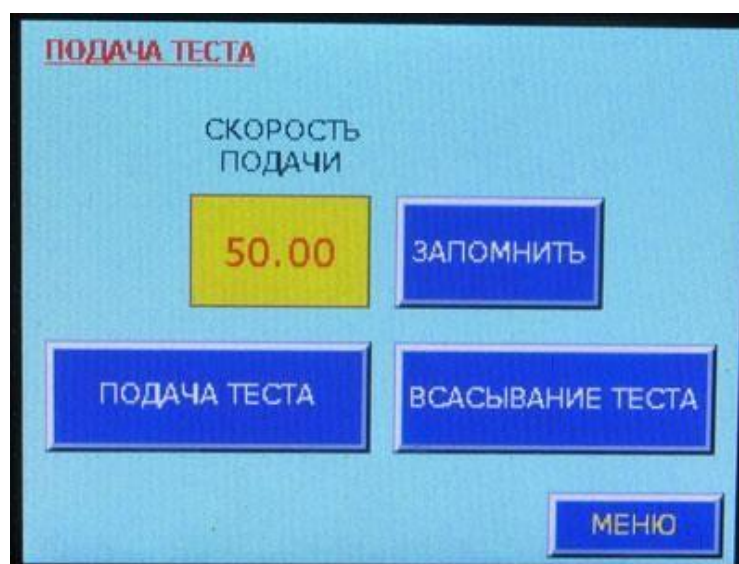 ПОДАЧА ТЕСТА
СКОРОСТЬ
ПОДАЧИ
50.00
ЗАПОМНИТЬ
ПОДАЧА ТЕСТА
ВСАСЫВАНИЕ ТЕСТА
МЕНЮ